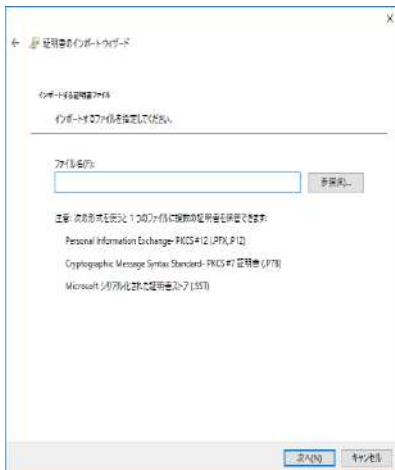 証明書のインポート ウィザード
インポートする証明書ファイル
インポートするファイルを指定してください。
ファイル名(F):
参照(R)...
注意: 次の形式を使うと 1 つのファイルに複数の証明書を保管できます:
Personal Information Exchange- PKCS #12 (.PFX,.P12)
Cryptographic Message Syntax Standard- PKCS #7 証明書 (.P7B)
Microsoft シリアル化された証明書ストア (.SST)
次へ(N)
キャンセル